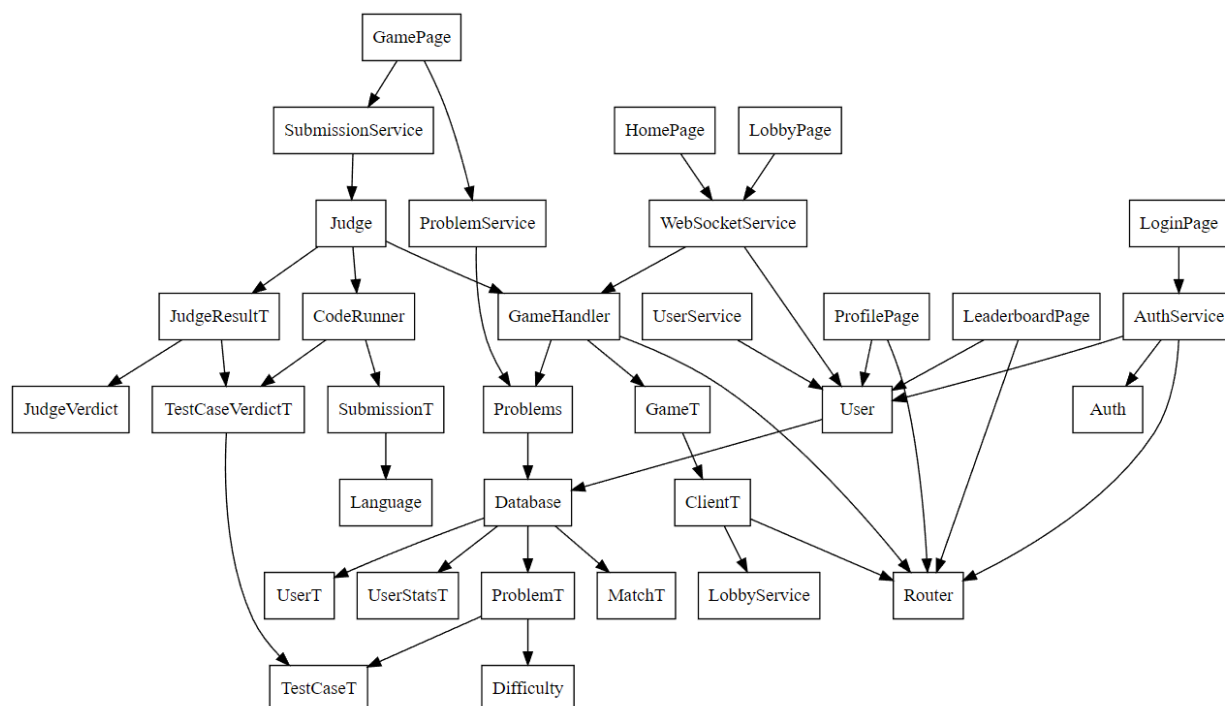 GamePage
SubmissionService
HomePage
LobbyPage
Judge
ProblemService
WebSocketService
LoginPage
JudgeResultT
CodeRunner
GameHandler
UserService
ProfilePage
LeaderboardPage
AuthService
JudgeVerdict
TestCaseVerdictT
SubmissionT
Problems
GameT
User
Auth
Language
Database
ClientT
UserT
UserStatsT
ProblemT
MatchT
LobbyService
Router
TestCaseT
Difficulty